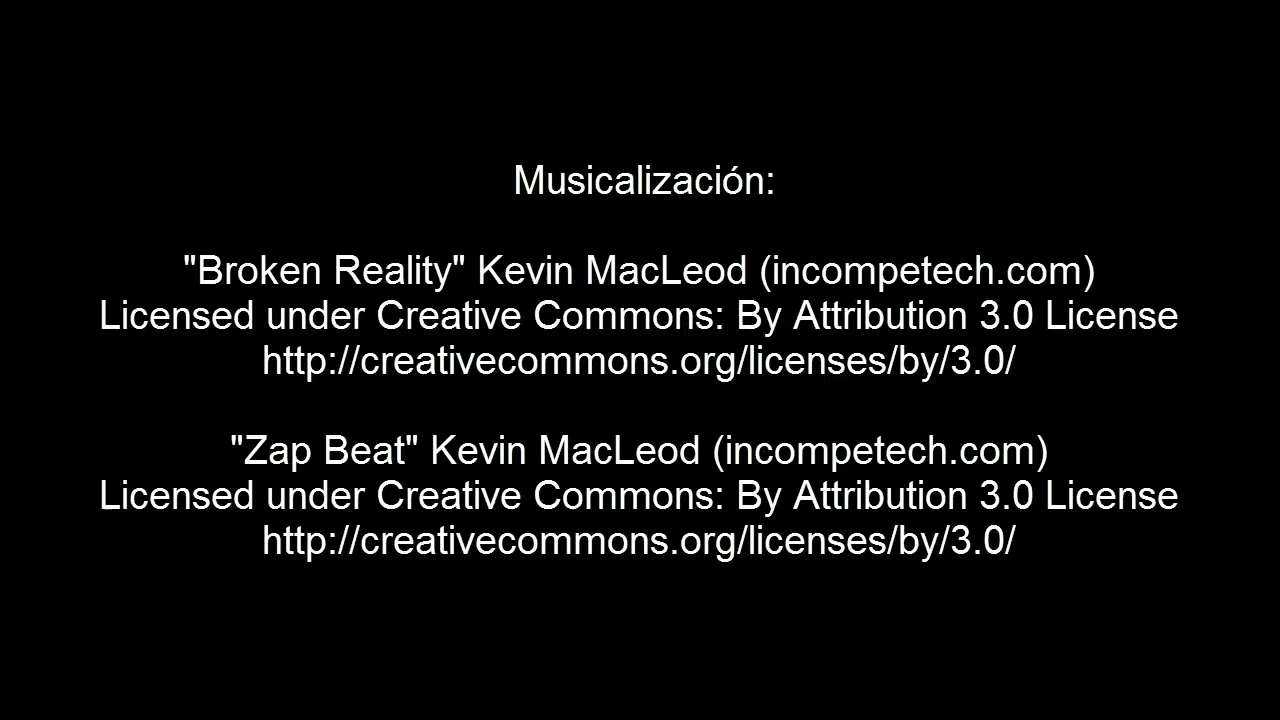 Musicalización:
"Broken Reality" Kevin MacLeod (incompetech.com)
Licensed under Creative Commons: By Attribution 3.0 License
http://creativecommons.org/licenses/by/3.0/
"Zap Beat" Kevin MacLeod (incompetech.com)
Licensed under Creative Commons: By Attribution 3.0 License
http://creativecommons.org/licenses/by/3.0/